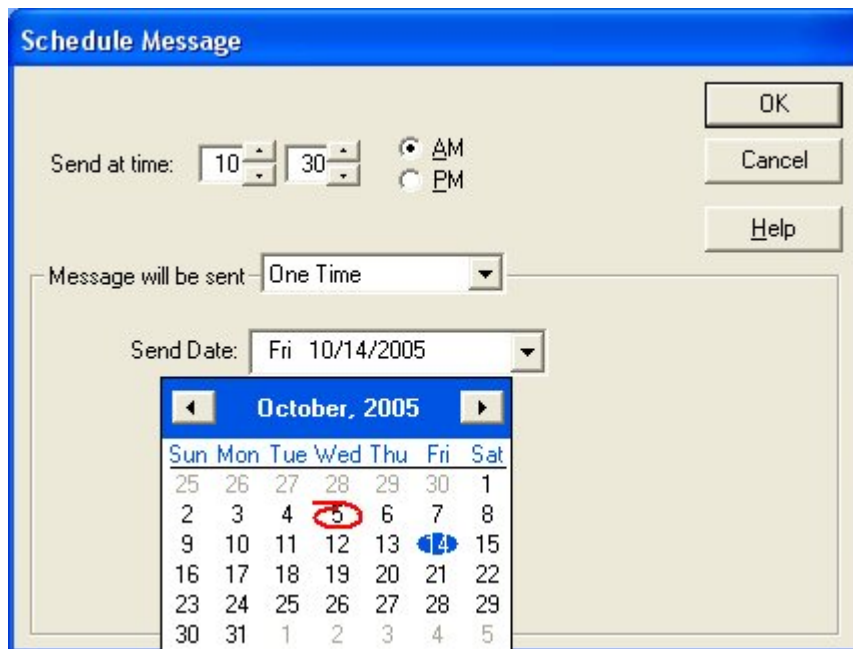 Schedule Message
OK
Send at time: 10 30 AM
PM
Cancel
Help
Message will be sent One Time
Send Date: Fri 10/14/2005
October, 2005
Sun Mon Tue Wed Thu Fri Sat
25 26 27 28 29 30 1
2 3 4 5 6 7 8
9 10 11 12 13 14 15
16 17 18 19 20 21 22
23 24 25 26 27 28 29
30 31 1 2 3 4 5